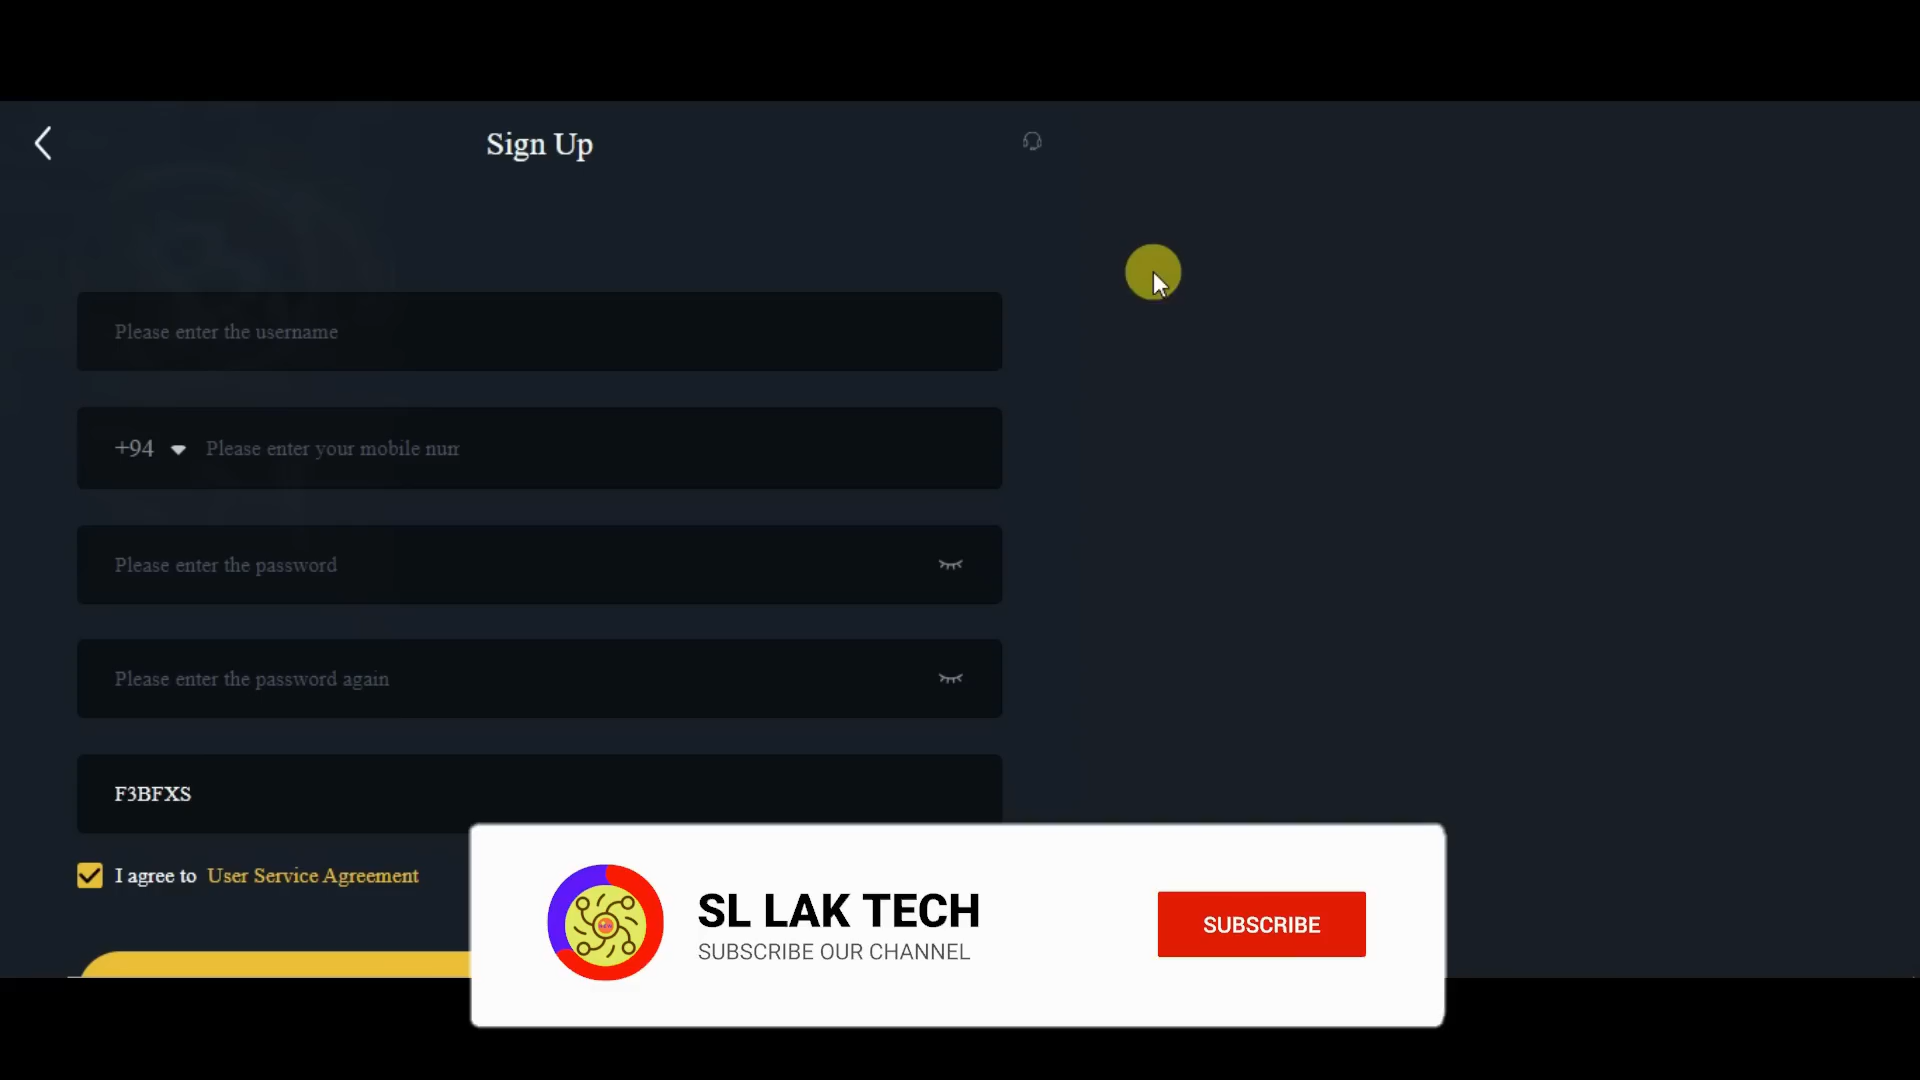 Sign Up
Please enter the username
+94 Please enter your mobile num
Please enter the password
Please enter the password again
F3BFXS
I agree to User Service Agreement
SL LAK TECH
SUBSCRIBE OUR CHANNEL
SUBSCRIBE